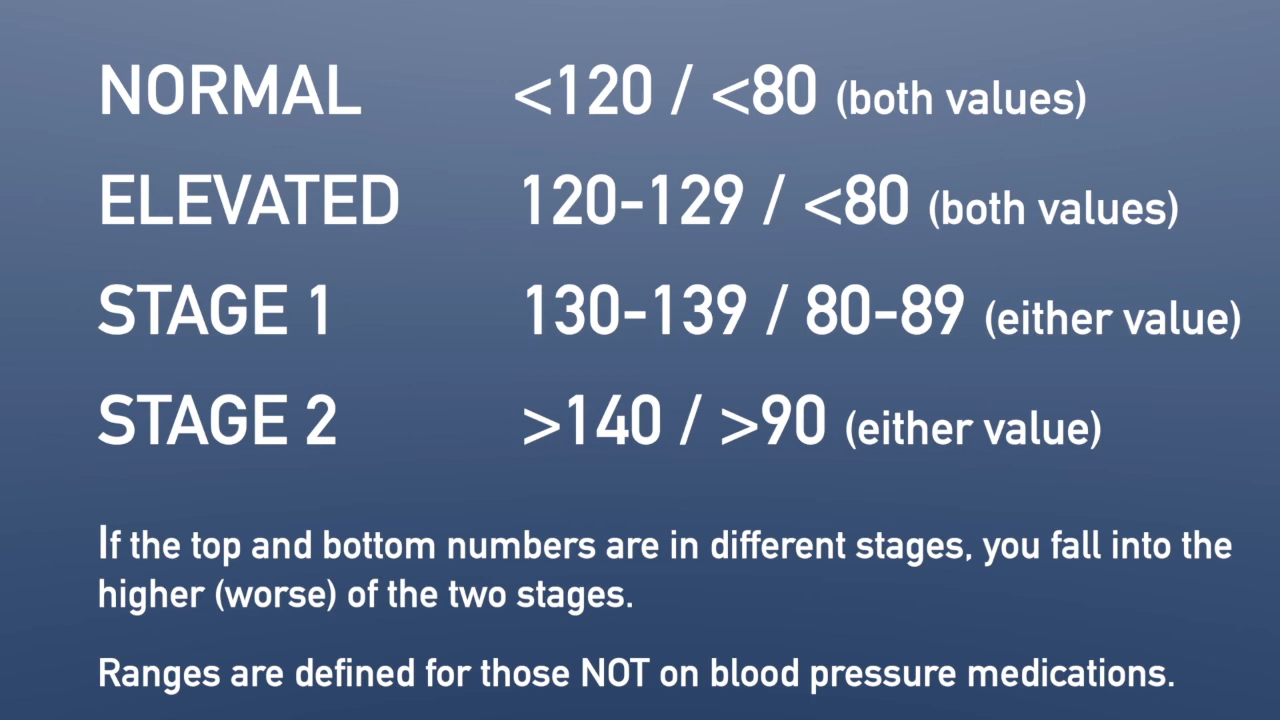 NORMAL <120 / <80 (both values)
ELEVATED 120-129 / <80 (both values)
STAGE 1 130-139 / 80-89 (either value)
STAGE 2 >140 / >90 (either value)
If the top and bottom numbers are in different stages, you fall into the
higher (worse) of the two stages.
Ranges are defined for those NOT on blood pressure medications.